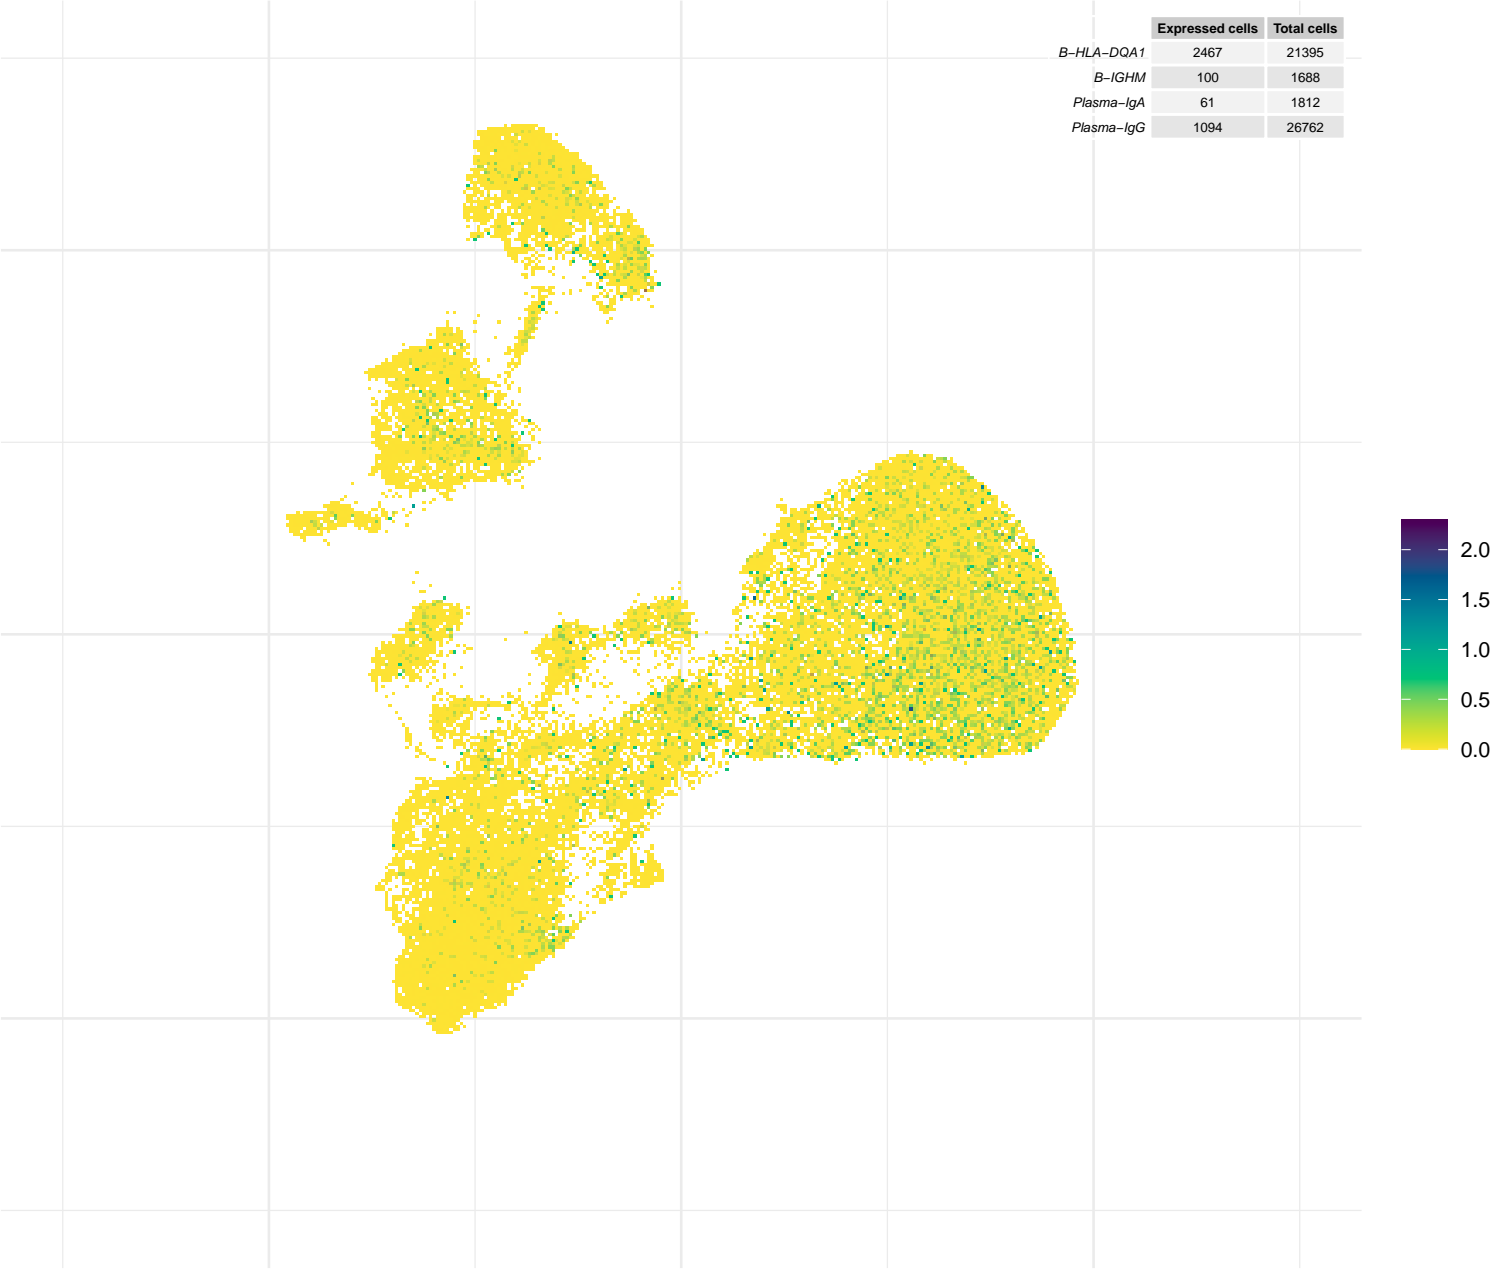 Expressed cells Total cells
B−HLA−DQA1 2467 21395
B−IGHM 100 1688
Plasma−IgA 61 1812
Plasma−IgG 1094 26762
2.0
1.5
1.0
0.5
0.0